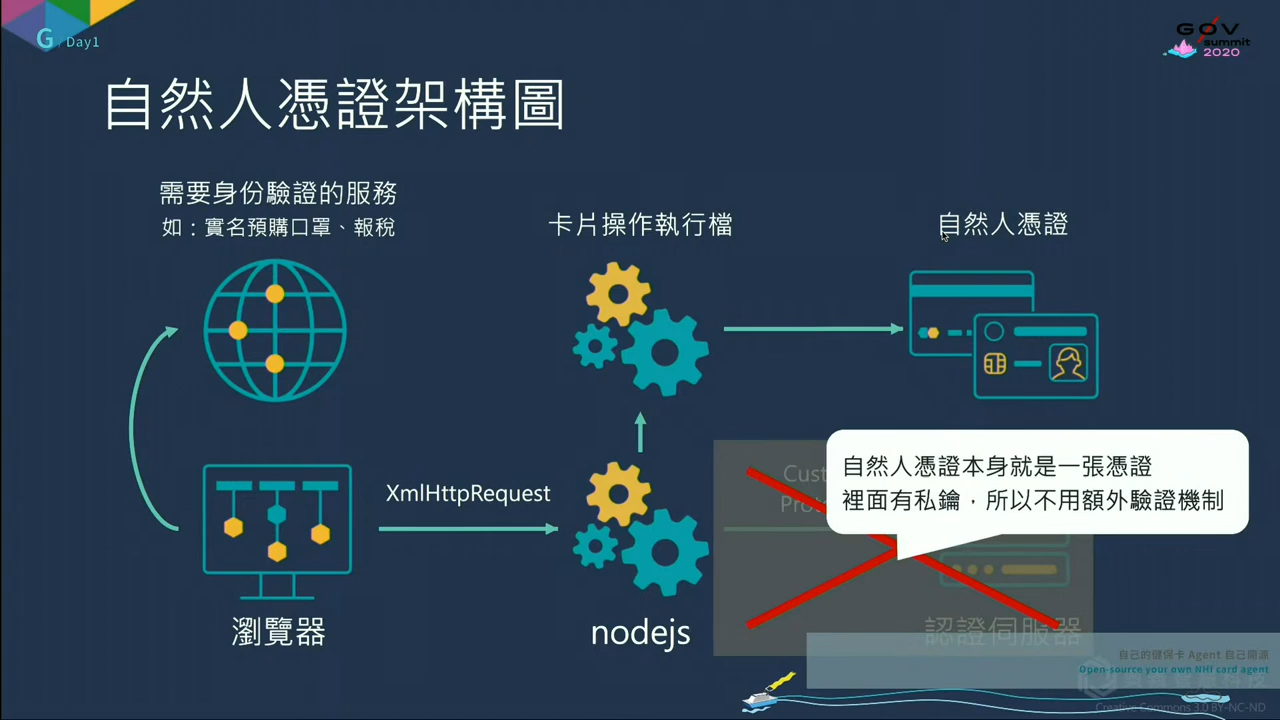 G / Day1
GOV
summit
2020
自然人憑證架構圖
需要身份驗證的服務
如：實名預購口罩、報稅
卡片操作執行檔
自然人憑證
XmlHttpRequest
自然人憑證本身就是一張憑證
裡面有私鑰，所以不用額外驗證機制
瀏覽器
nodejs
認證伺服器
自己的健保卡 Agent 自己開源
Open-source your own NHI card agent
Creative Commons 3.0 BY-NC-ND